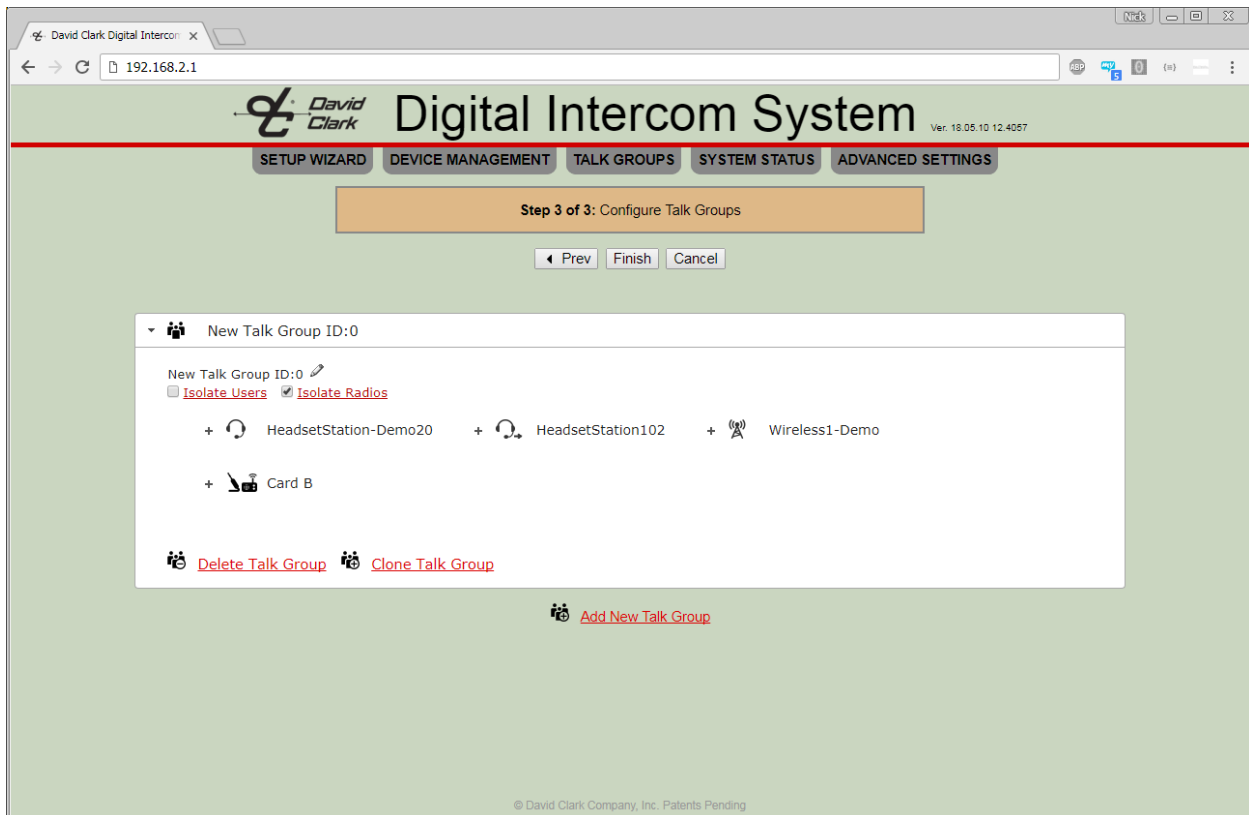 Nick
David Clark Digital Intercon
192.168.2.1
ABP
5
David Clark
Digital Intercom System
Ver. 18.05.10 12.4057
SETUP WIZARD DEVICE MANAGEMENT TALK GROUPS SYSTEM STATUS ADVANCED SETTINGS
Step 3 of 3: Configure Talk Groups
Prev Finish Cancel
New Talk Group ID:0
New Talk Group ID:0
Isolate Users Isolate Radios
+ HeadsetStation-Demo20 + HeadsetStation102 + Wireless1-Demo
+ Card B
Delete Talk Group Clone Talk Group
Add New Talk Group
© David Clark Company, Inc. Patents Pending